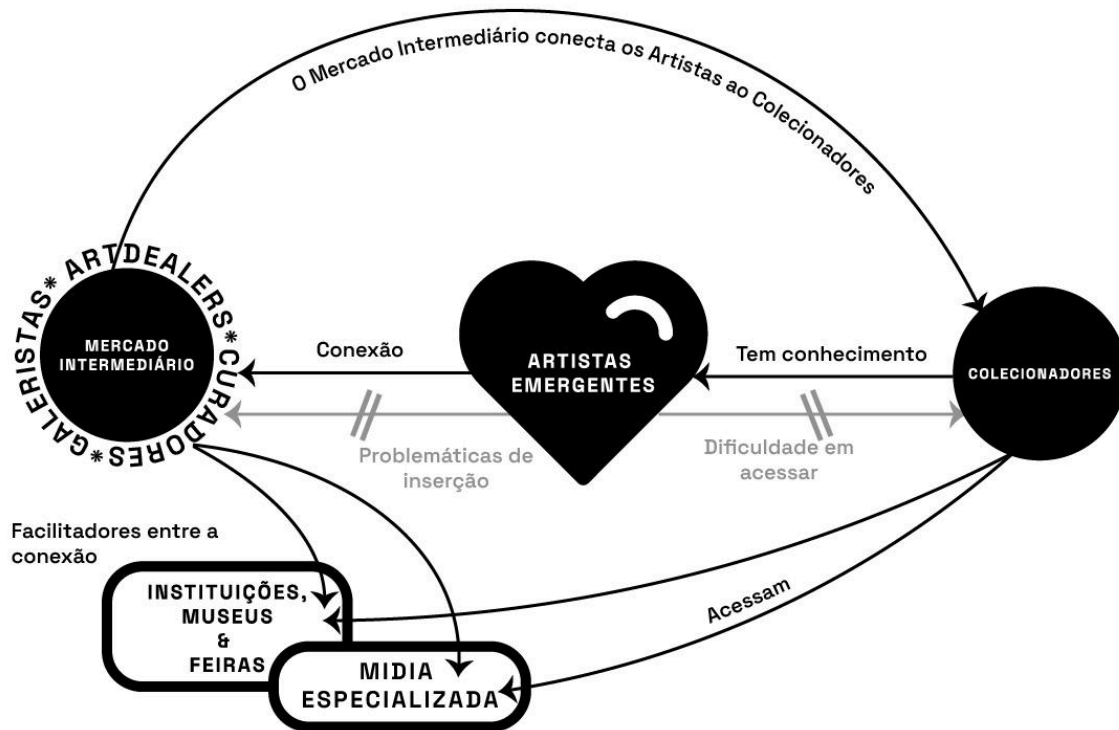 O Mercado Intermediário conecta os Artistas ao Colecionadores
GALERISTAS* ARTDEALERS*CURADORES*
MERCADO
INTERMEDIÁRIO
Conexão
ARTISTAS
EMERGENTES
Tem conhecimento
COLECIONADORES
Problemáticas de
inserção
Dificuldade em
acessar
Facilitadores entre a
conexão
INSTITUIÇÕES,
MUSEUS
&
FEIRAS
MIDIA
ESPECIALIZADA
Acessam